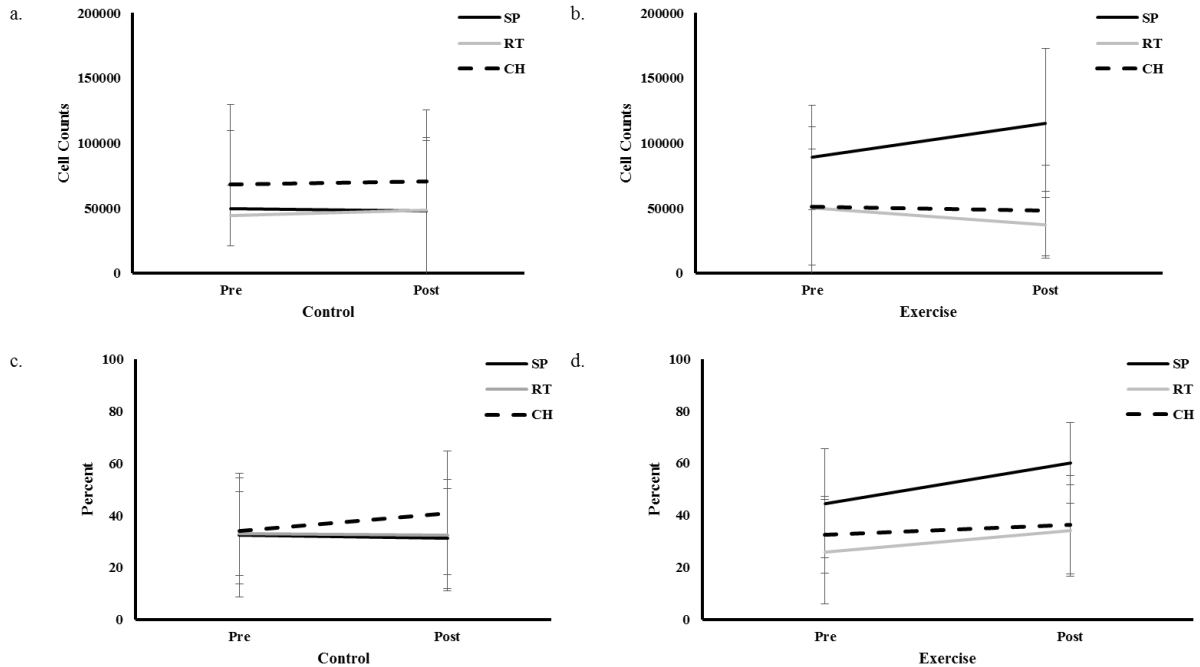 a.
200000
150000
100000
50000
0
Cell Counts
Pre
Post
Control
SP
RT
CH
b.
200000
150000
100000
50000
0
Cell Counts
Pre
Post
Exercise
SP
RT
CH
c.
100
80
60
40
20
0
Percent
Pre
Post
Control
SP
RT
CH
d.
100
80
60
40
20
0
Percent
Pre
Post
Exercise
SP
RT
CH